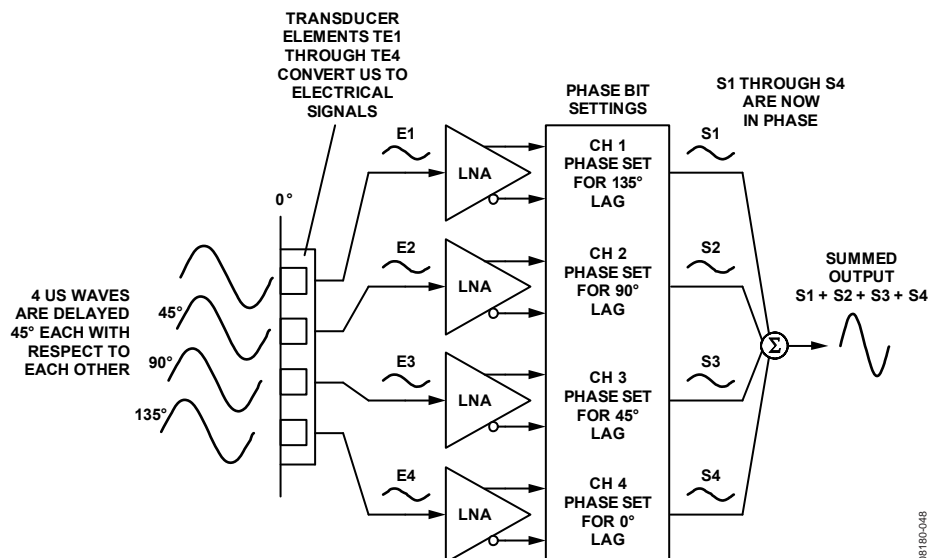 TRANSDUCER
ELEMENTS TE1
THROUGH TE4
CONVERT US TO
ELECTRICAL
SIGNALS
PHASE BIT
SETTINGS
S1 THROUGH S4
ARE NOW
IN PHASE
0°
4 US WAVES
ARE DELAYED
45° EACH WITH
RESPECT TO
EACH OTHER
45°
90°
135°
E1
LNA
CH 1
PHASE SET
FOR 135°
LAG
S1
E2
LNA
CH 2
PHASE SET
FOR 90°
LAG
S2
E3
LNA
CH 3
PHASE SET
FOR 45°
LAG
S3
E4
LNA
CH 4
PHASE SET
FOR 0°
LAG
S4
Σ
SUMMED
OUTPUT
S1 + S2 + S3 + S4
08180-048